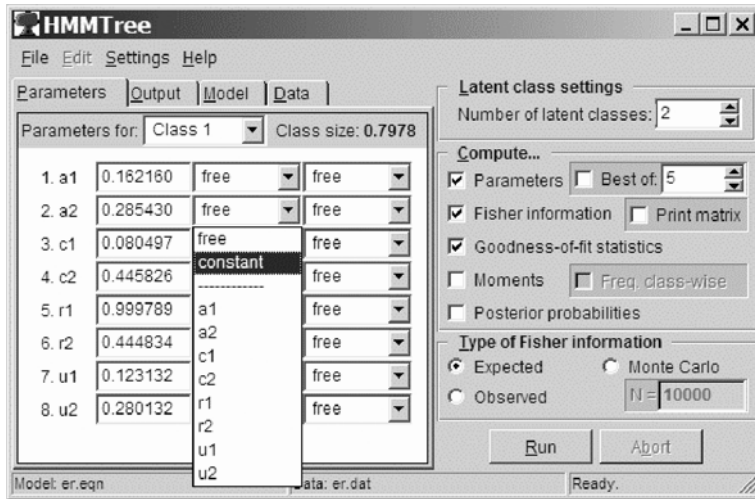 HMMTree
File Edit Settings Help
Parameters Output Model Data
Parameters for: Class 1 Class size: 0.7978
1. a1 0.162160 free free
2. a2 0.285430 free free
3. c1 0.080497 free
4. c2 0.445826 free
5. r1 0.999789 free
6. r2 0.444834 free
7. u1 0.123132 free
8. u2 0.280132 free
free
constant
------------
a1
a2
c1
c2
r1
r2
u1
u2
Latent class settings
Number of latent classes: 2
Compute...
Parameters Best of: 5
Fisher information Print matrix
Goodness-of-fit statistics
Moments Freq. class-wise
Posterior probabilities
Type of Fisher information
Expected Monte Carlo
Observed N = 10000
Run Abort
Model: er.eqn Data: er.dat Ready.